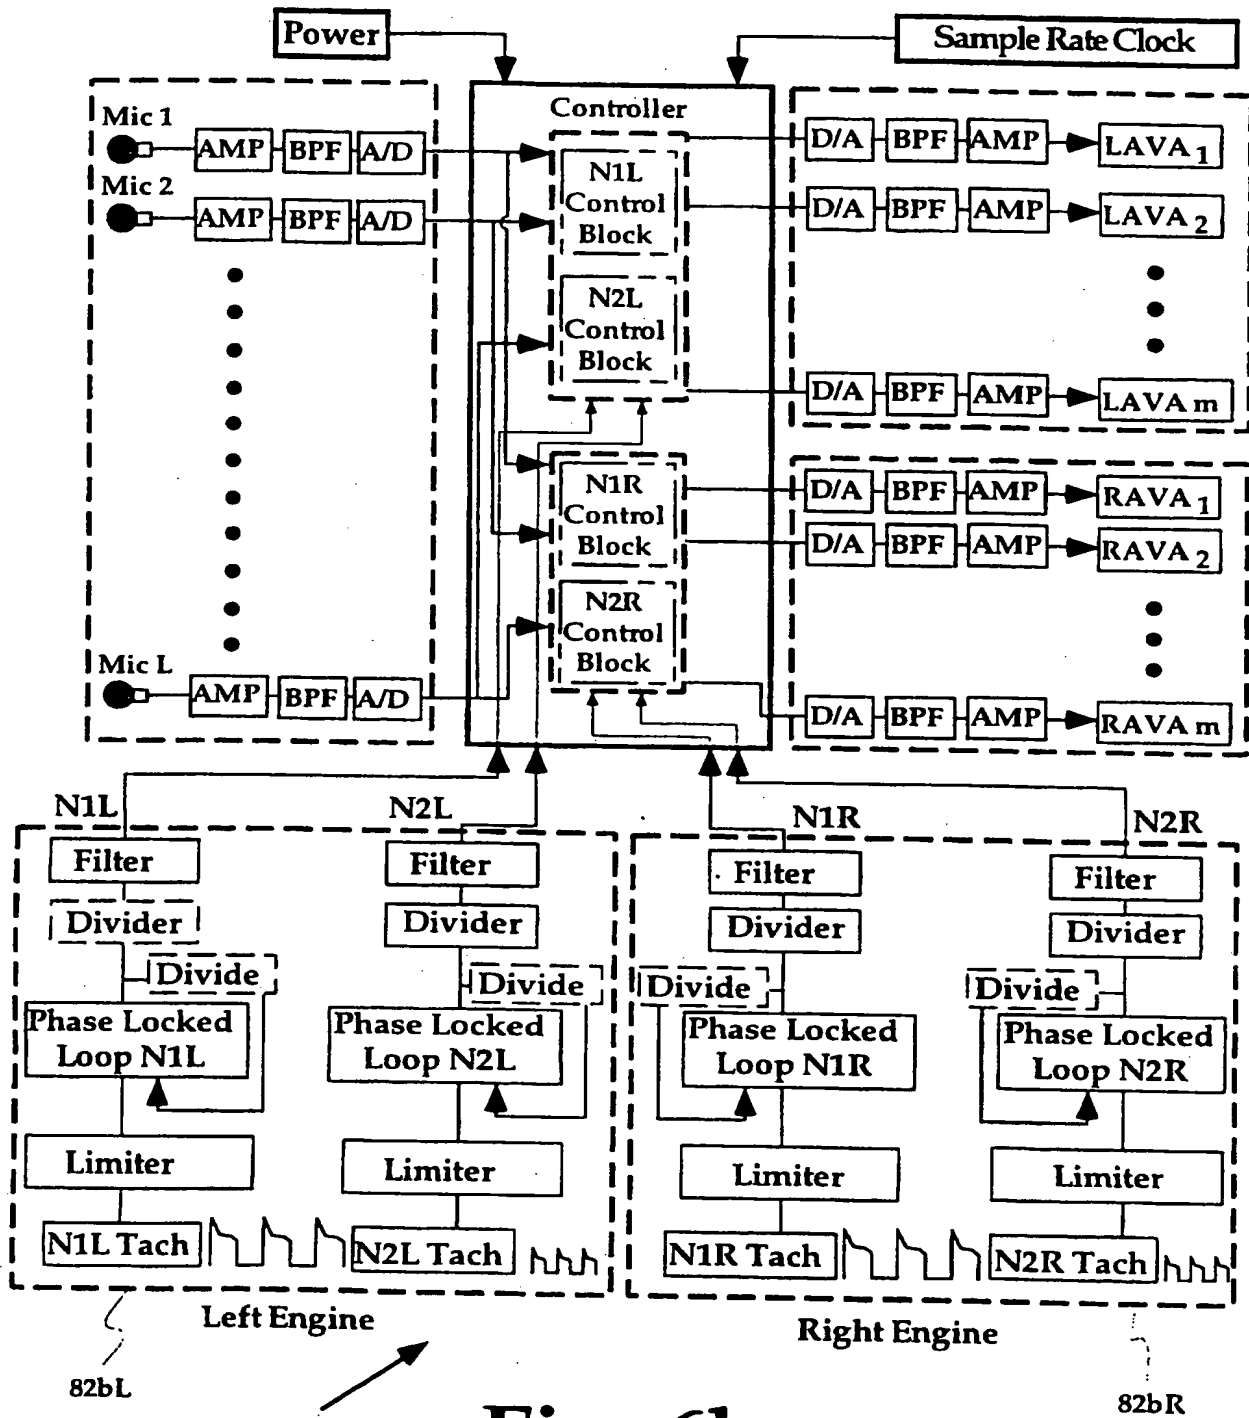 Power
Sample Rate Clock
Controller
Mic 1
AMP BPF A/D
Mic 2
AMP BPF A/D
Mic L
AMP BPF A/D
N1L
Control
Block
N2L
Control
Block
N1R
Control
Block
N2R
Control
Block
D/A BPF AMP LAVA 1
D/A BPF AMP LAVA 2
D/A BPF AMP LAVA m
D/A BPF AMP RAVA 1
D/A BPF AMP RAVA 2
D/A BPF AMP RAVA m
N1L
N2L
N1R
N2R
Filter
Divider
Divide
Phase Locked
Loop N1L
Limiter
N1L Tach
Filter
Divider
Divide
Phase Locked
Loop N2L
Limiter
N2L Tach
Filter
Divider
Divide
Phase Locked
Loop N1R
Limiter
N1R Tach
Filter
Divider
Divide
Phase Locked
Loop N2R
Limiter
N2R Tach
Left Engine
Right Engine
82bL
82bR